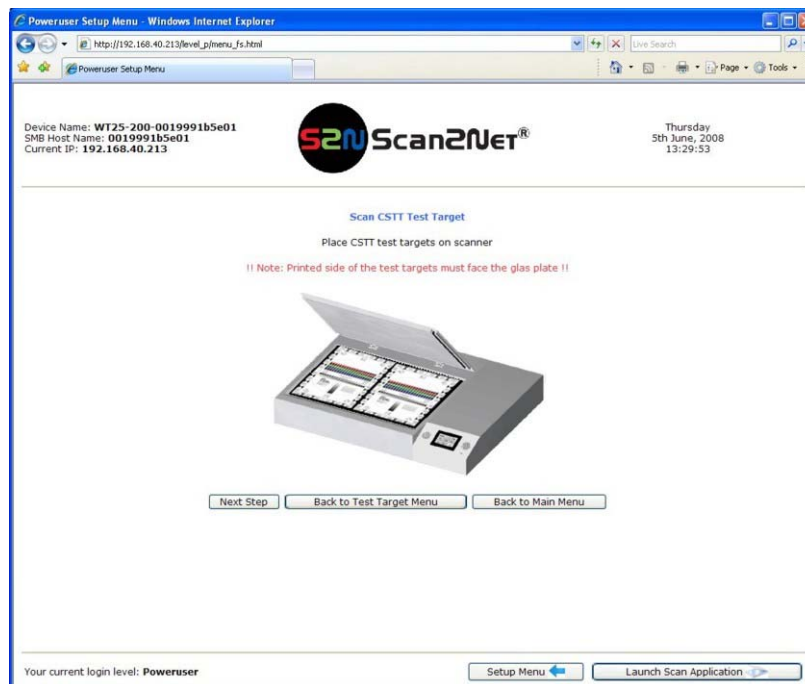 Poweruser Setup Menu - Windows Internet Explorer
http://192.168.40.213/level_p/menu_fs.html
Live Search
Poweruser Setup Menu
Page
Tools
Device Name: WT25-200-0019991b5e01
SMB Host Name: 0019991b5e01
Current IP: 192.168.40.213
S2N Scan2Net®
Thursday
5th June, 2008
13:29:53
Scan CSTT Test Target
Place CSTT test targets on scanner
!! Note: Printed side of the test targets must face the glas plate !!
Next Step
Back to Test Target Menu
Back to Main Menu
Your current login level: Poweruser
Setup Menu
Launch Scan Application